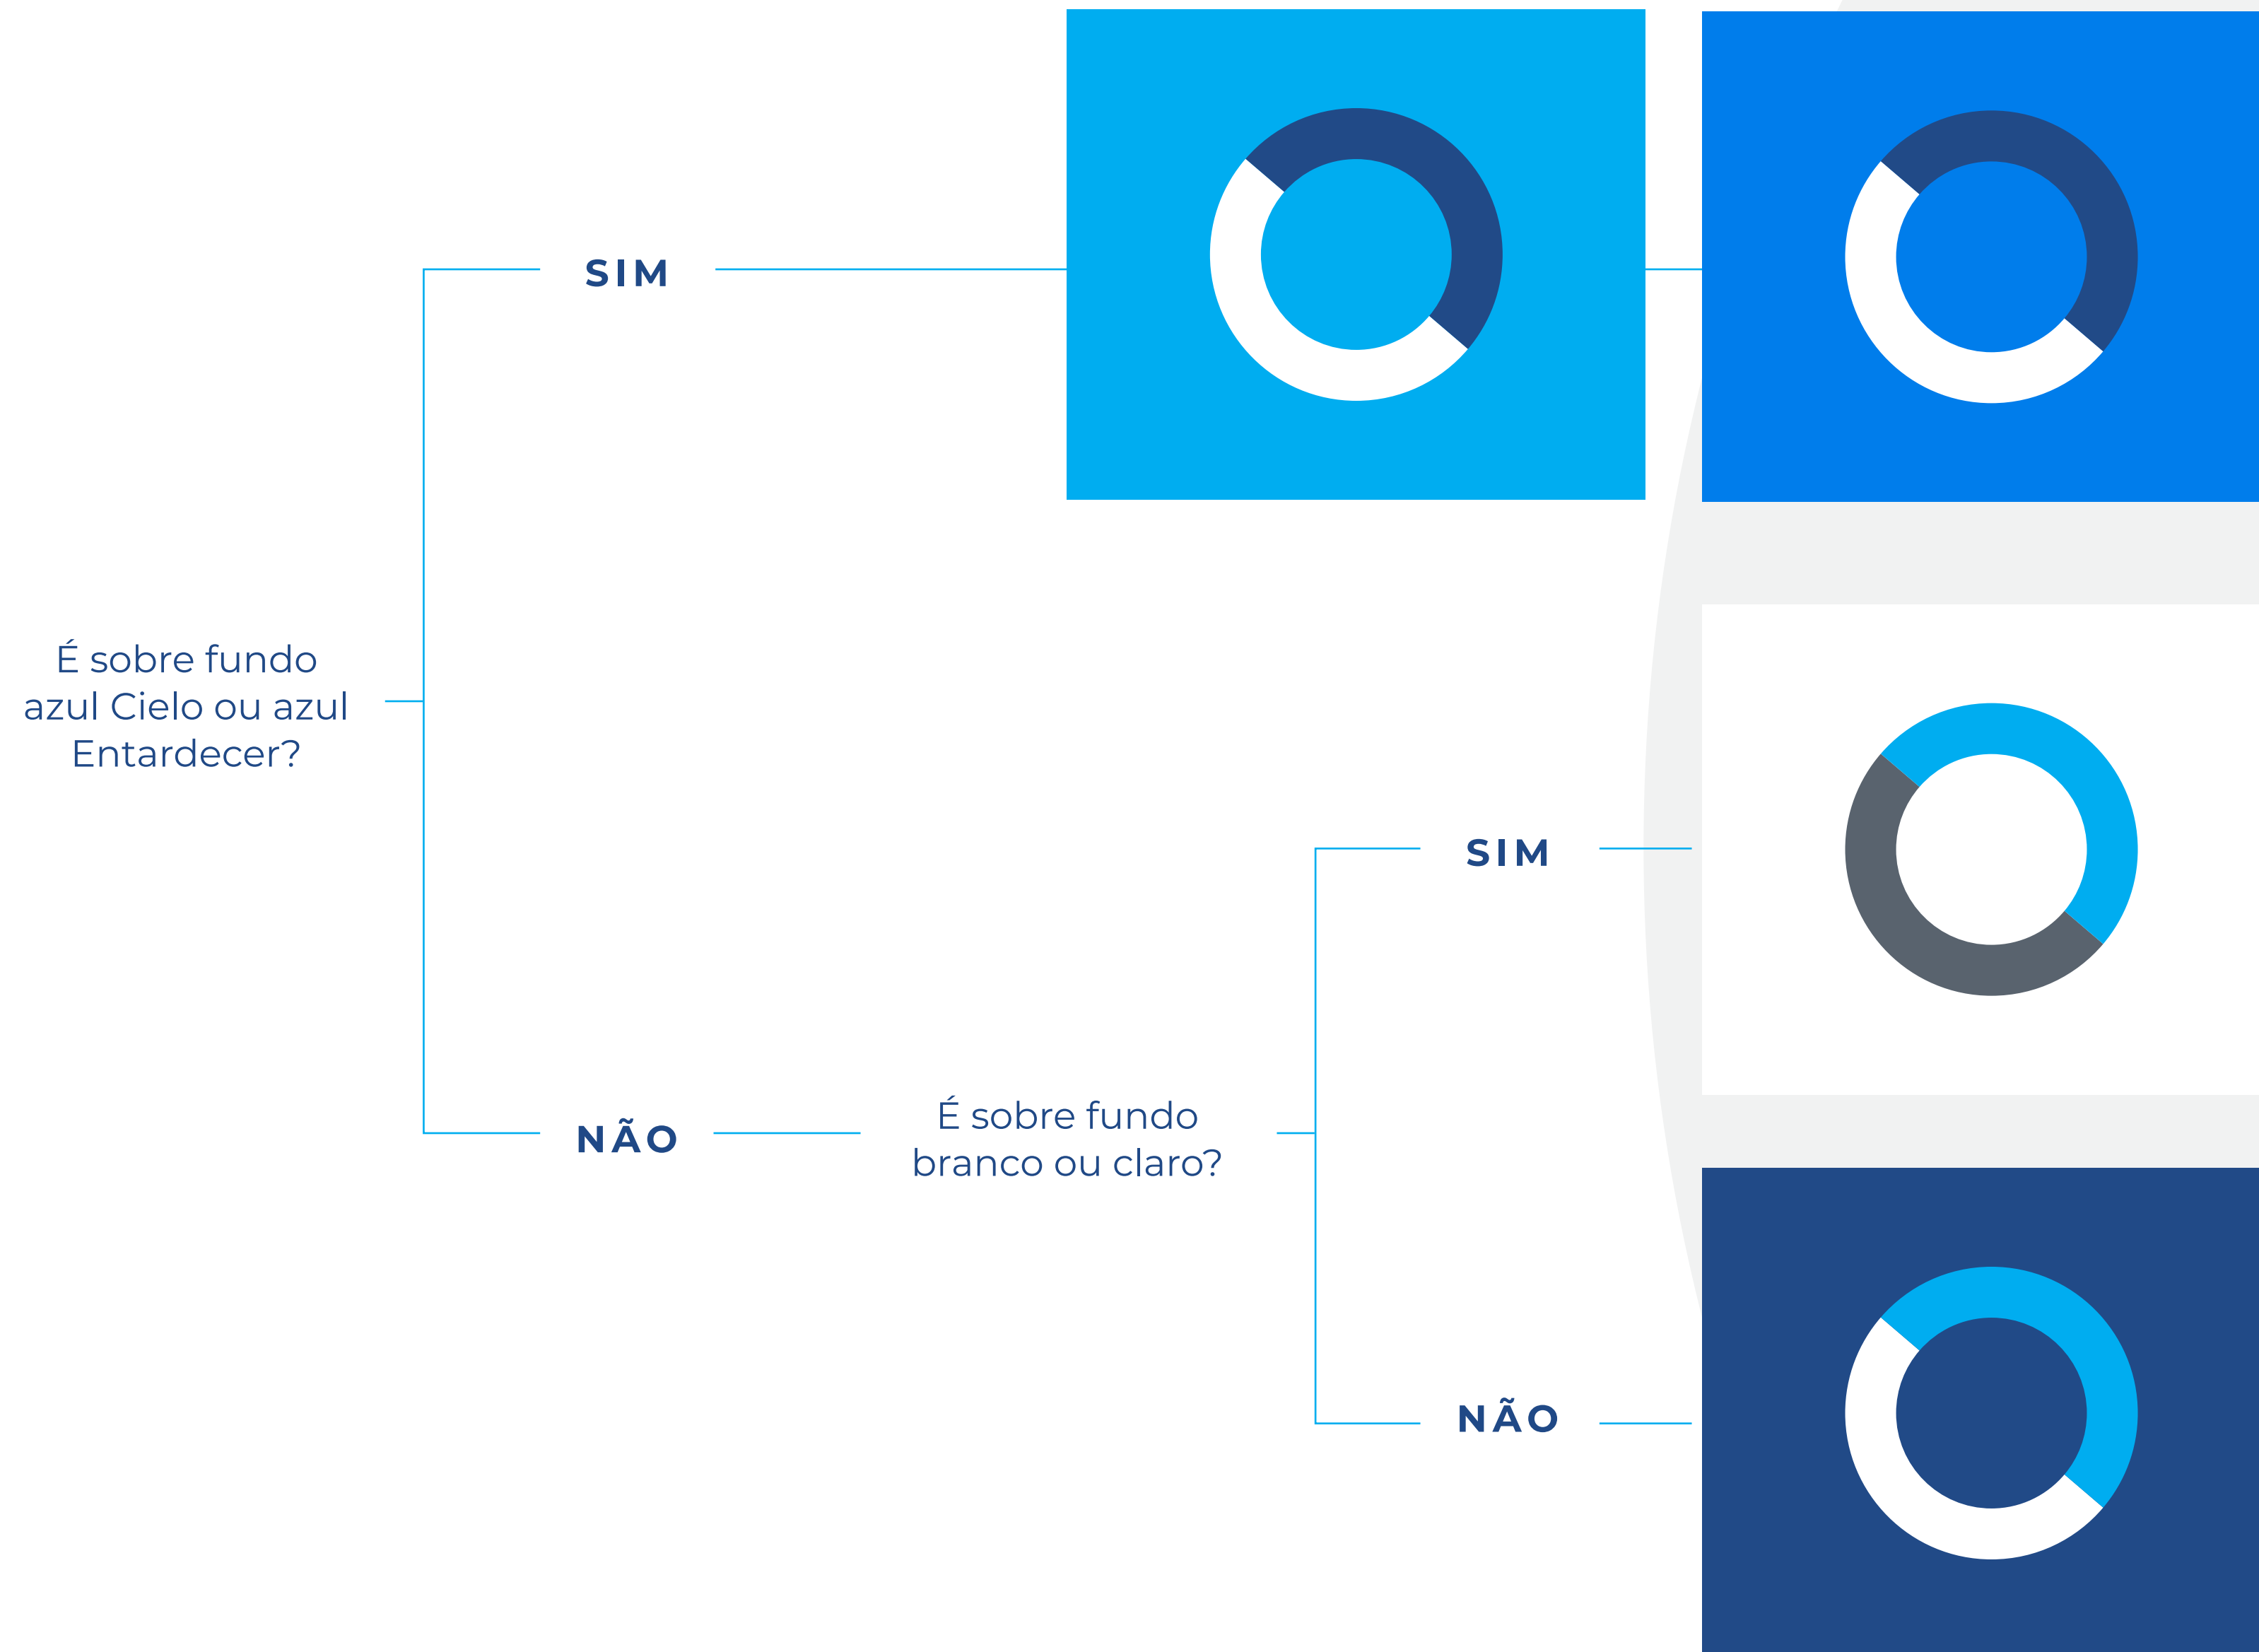 SIM
É sobre fundo
azul Cielo ou azul
Entardecer?
SIM
NÃO
É sobre fundo
branco ou claro?
NÃO